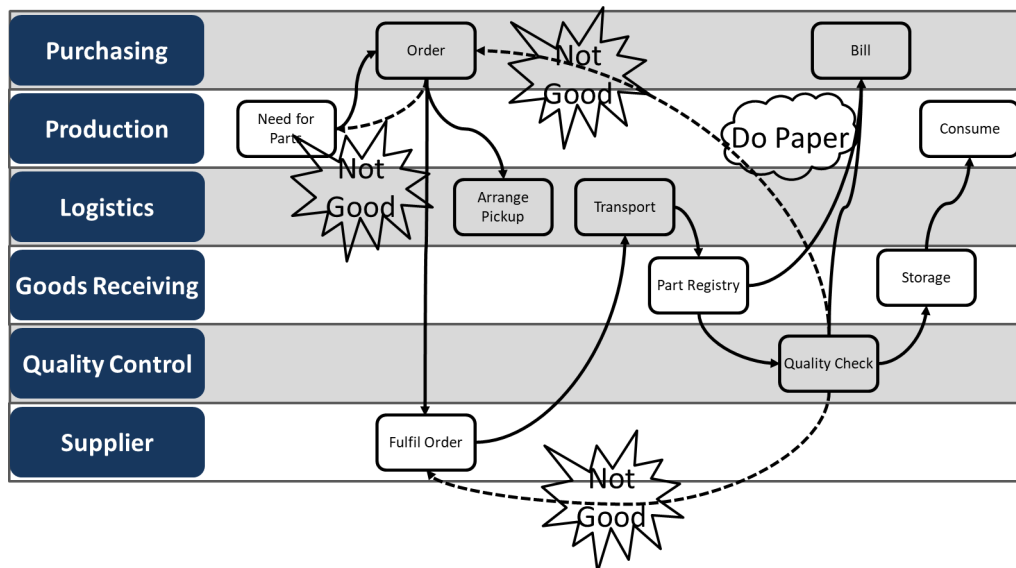 Purchasing
Order
Not
Good
Bill
Production
Need for
Parts
Not
Good
Do Paper
Consume
Logistics
Arrange
Pickup
Transport
Goods Receiving
Part Registry
Storage
Quality Control
Quality Check
Supplier
Fulfil Order
Not
Good